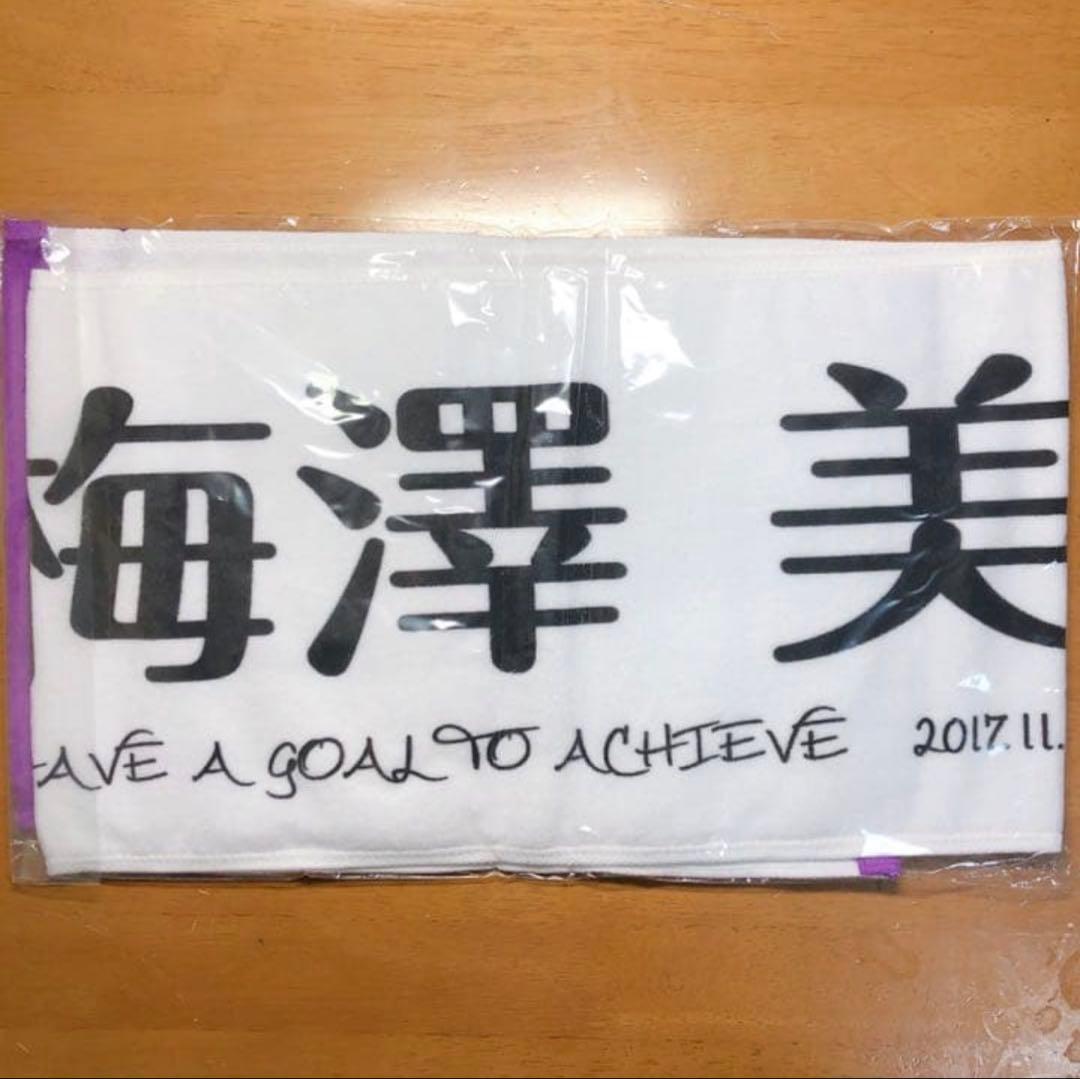 梅澤 美
AVE A GOAL TO ACHIEVE 2017.11.